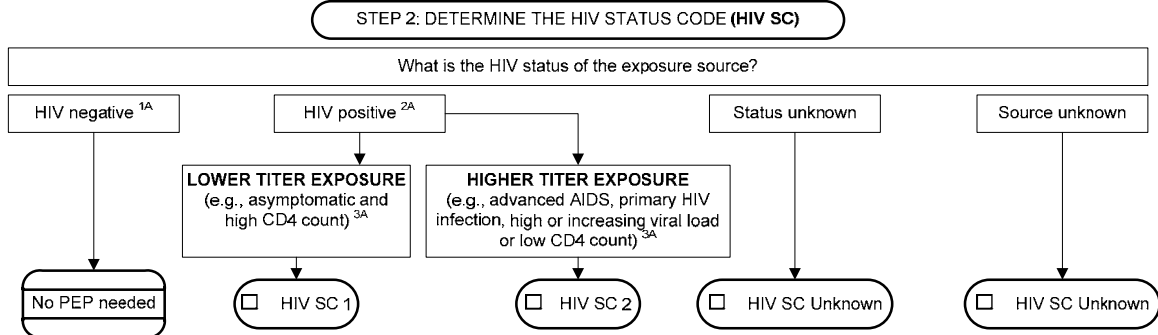 STEP 2: DETERMINE THE HIV STATUS CODE (HIV SC)
What is the HIV status of the exposure source?
HIV negative 1A
HIV positive 2A
Status unknown
Source unknown
LOWER TITER EXPOSURE
(e.g., asymptomatic and
high CD4 count) 3A
HIGHER TITER EXPOSURE
(e.g., advanced AIDS, primary HIV
infection, high or increasing viral load
or low CD4 count) 3A
No PEP needed
HIV SC 1
HIV SC 2
HIV SC Unknown
HIV SC Unknown